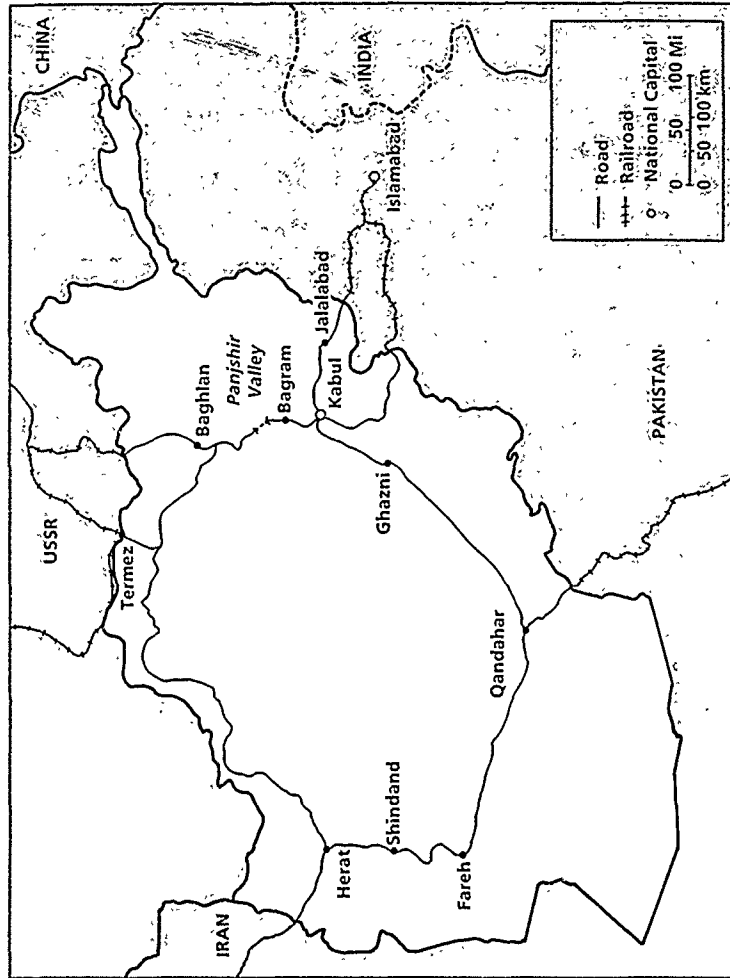 CHINA
USSR
Termez
Baghlan
Panjshir
Valley
Bagram
Jalalabad
Kabul
INDIA
Islamabad
IRAN
Herat
Shindand
Ghazni
Fareh
Qandahar
PAKISTAN
Road
Railroad
National Capital
0 50 100 Mi
0 50 100 km